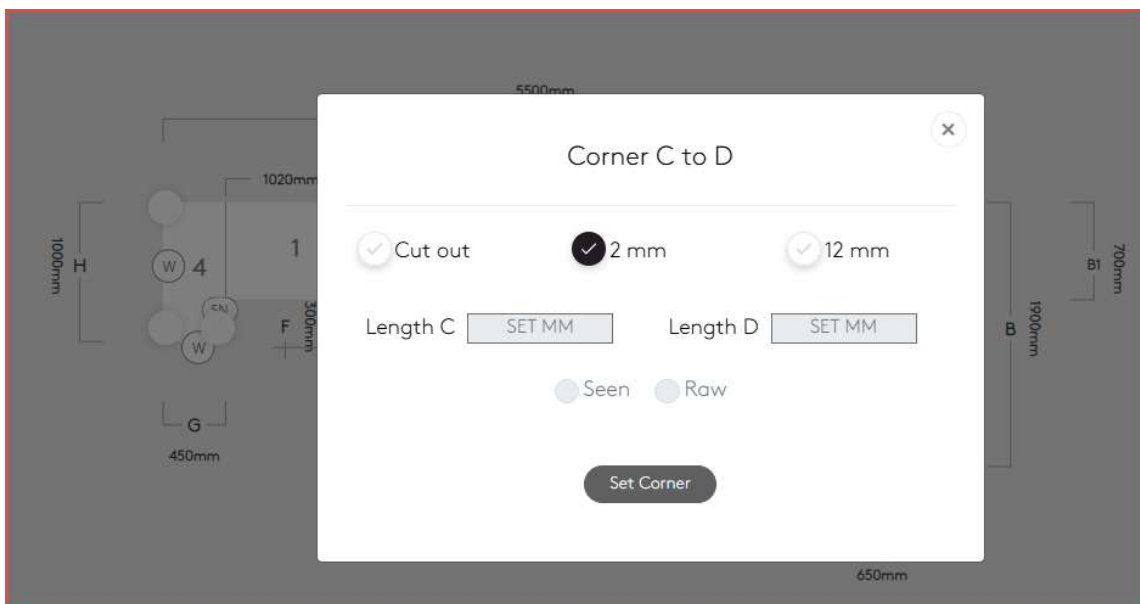 5500mm
Corner C to D
1020mm
Cut out
2 mm
12 mm
1000mm
H
W
4
1
B1
700mm
SN
F
300mm
Length C
SET MM
Length D
SET MM
B
1900mm
W
Seen
Raw
G
450mm
Set Corner
650mm